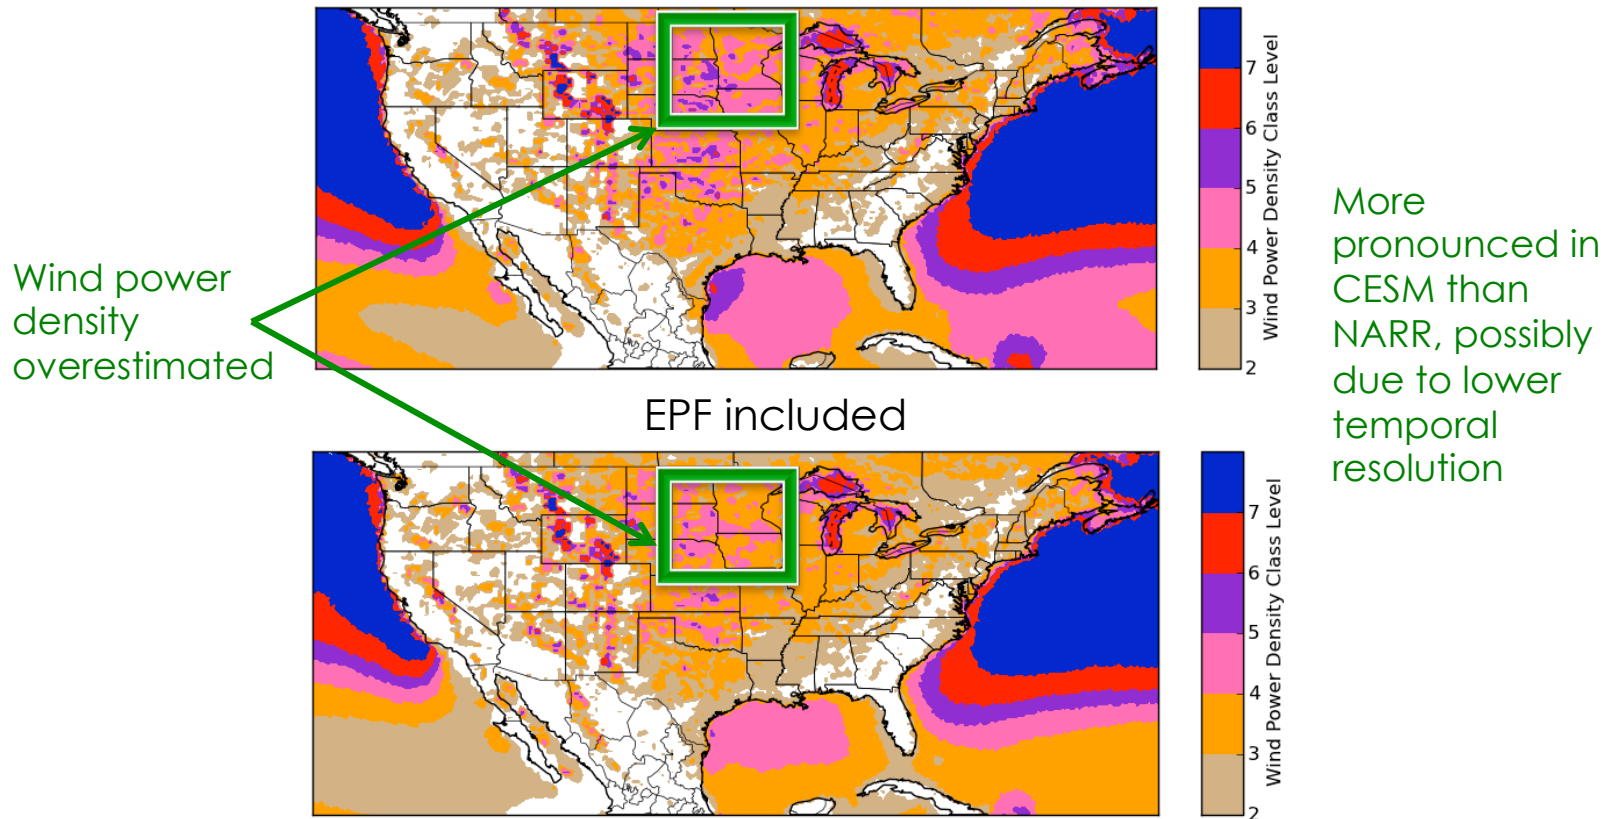 7
6
5
4
3
2
Wind Power Density Class Level
Wind power
density
overestimated
More
pronounced in
CESM than
NARR, possibly
due to lower
temporal
resolution
EPF included
7
6
5
4
3
2
Wind Power Density Class Level